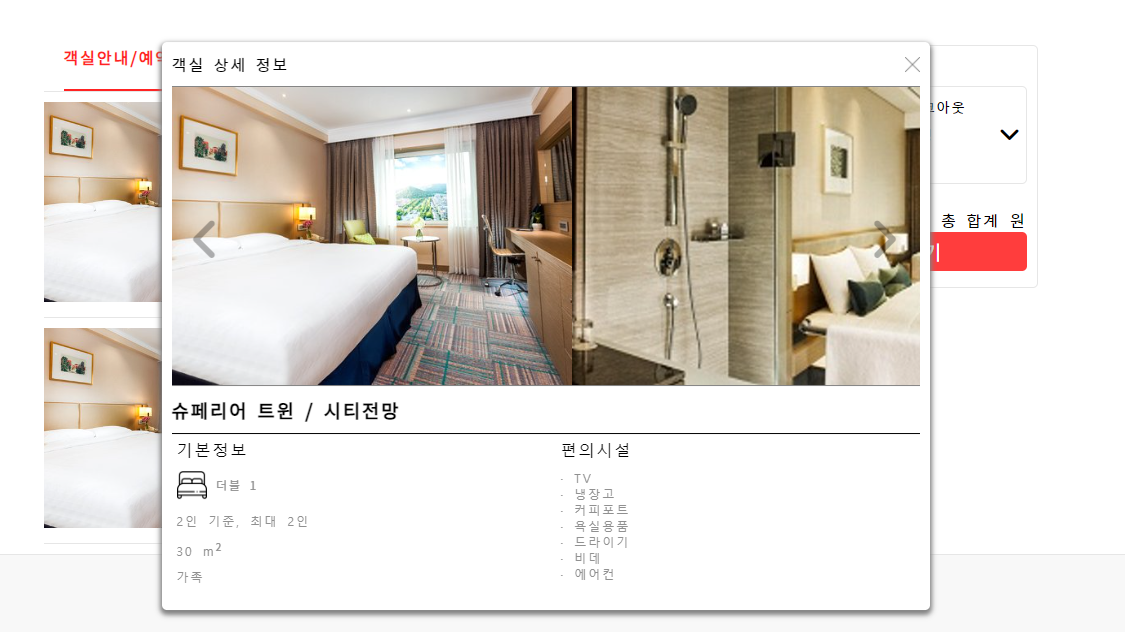 객실안내/예
객실 상세 정보
아웃
총 합계 원
기
슈페리어 트윈 / 시티전망
기본정보
더블 1
2인 기준, 최대 2인
30 m²
가족
편의시설
· TV
· 냉장고
· 커피포트
· 욕실용품
· 드라이기
· 비데
· 에어컨